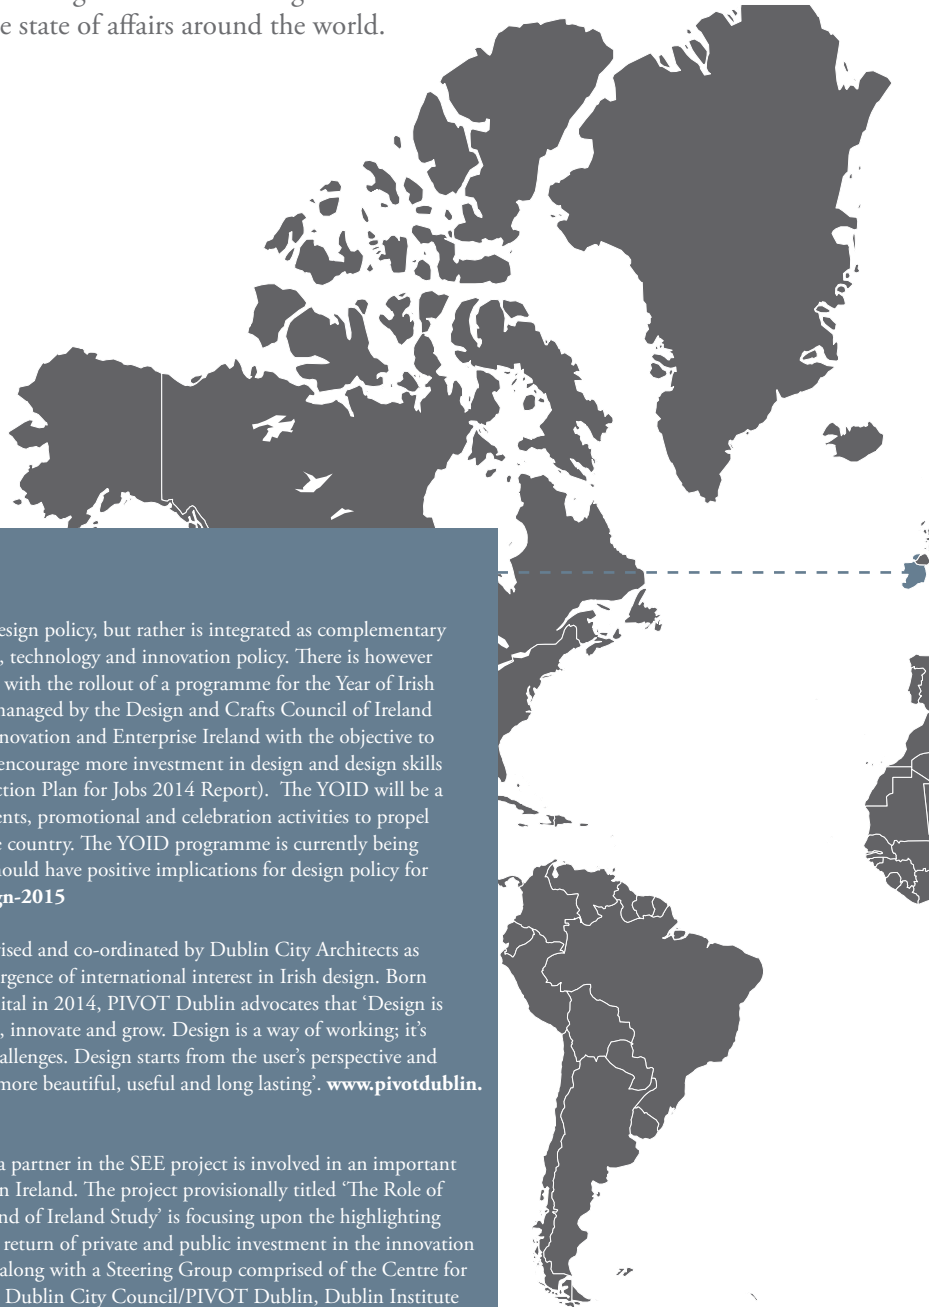 e state of affairs around the world.
esign policy, but rather is integrated as complementary
, technology and innovation policy. There is however
with the rollout of a programme for the Year of Irish
managed by the Design and Crafts Council of Ireland
novation and Enterprise Ireland with the objective to
encourage more investment in design and design skills
ction Plan for Jobs 2014 Report).  The YOID will be a
ents, promotional and celebration activities to propel
e country. The YOID programme is currently being
hould have positive implications for design policy for
gn-2015
ised and co-ordinated by Dublin City Architects as
rgence of international interest in Irish design. Born
ital in 2014, PIVOT Dublin advocates that ‘Design is
, innovate and grow. Design is a way of working; it’s
allenges. Design starts from the user’s perspective and
more beautiful, useful and long lasting’. www.pivotdublin.
a partner in the SEE project is involved in an important
n Ireland. The project provisionally titled ‘The Role of
nd of Ireland Study’ is focusing upon the highlighting
return of private and public investment in the innovation
along with a Steering Group comprised of the Centre for
Dublin City Council/PIVOT Dublin, Dublin Institute